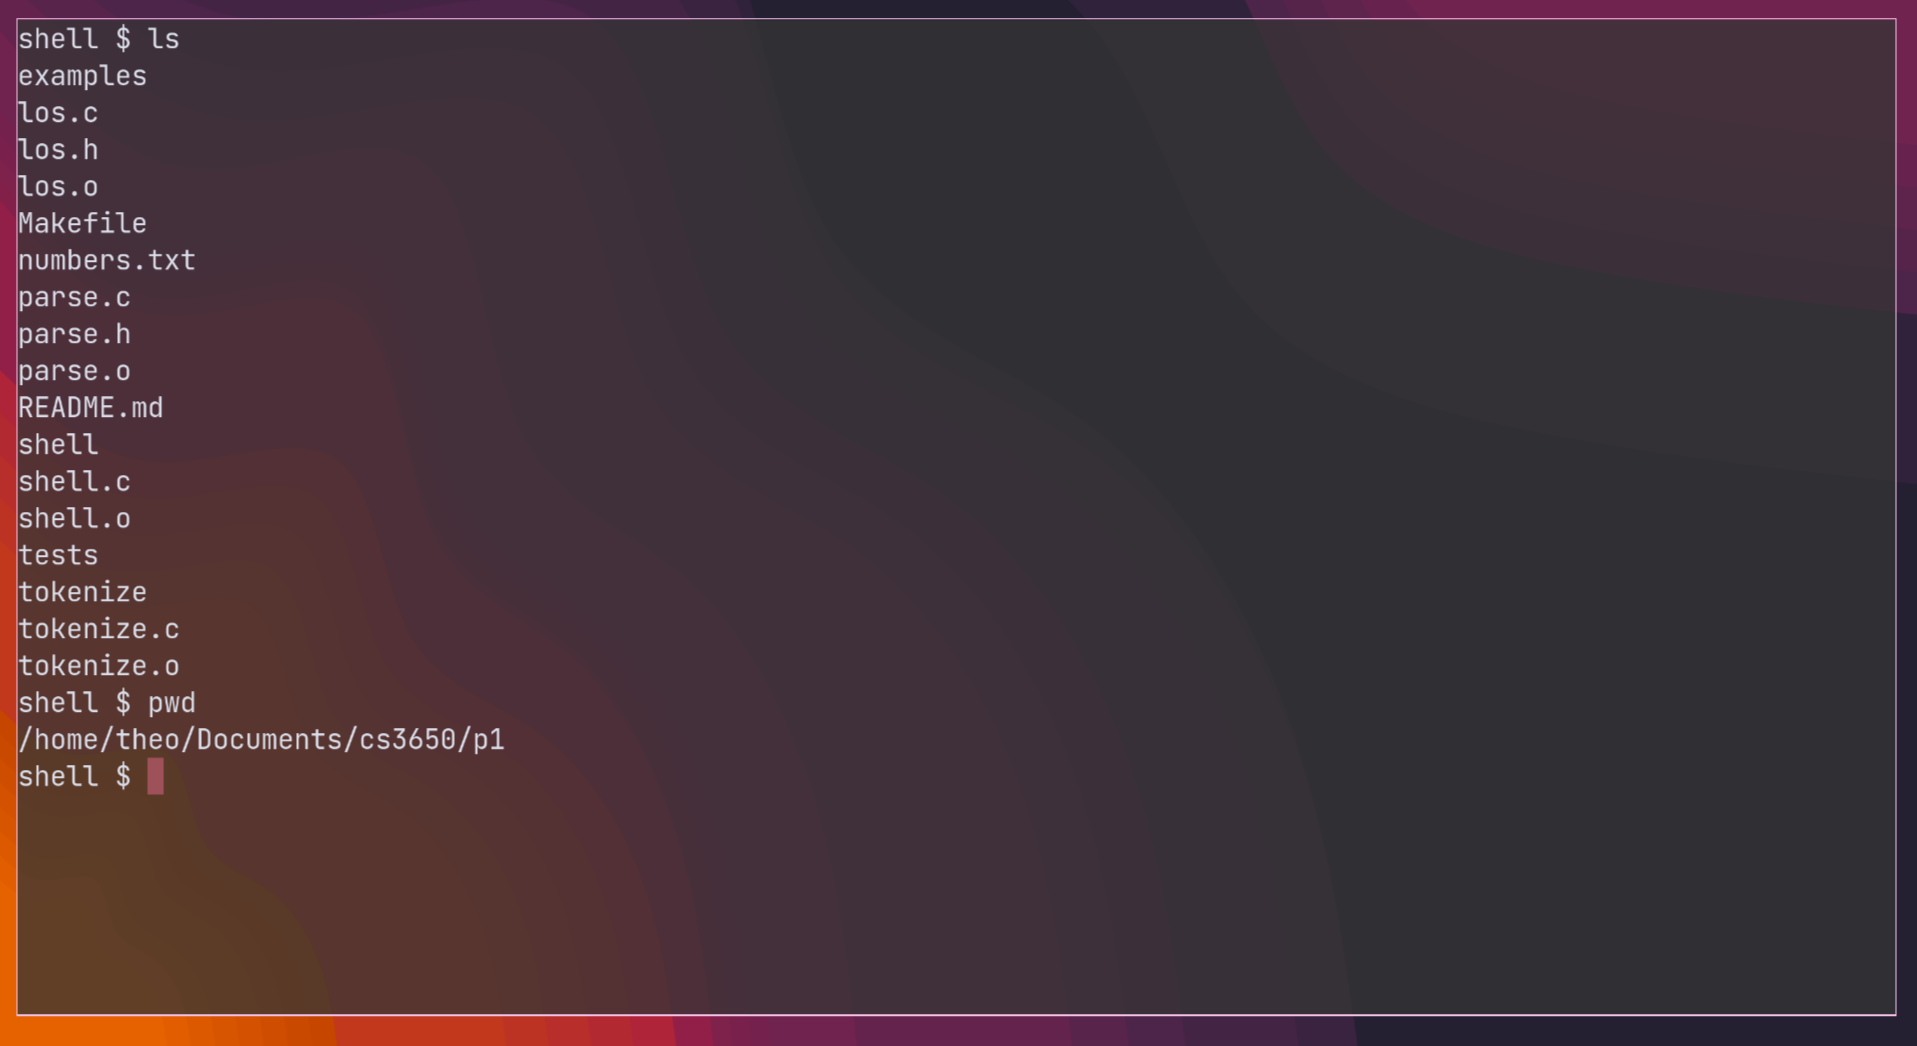 shell $ ls
examples
los.c
los.h
los.o
Makefile
numbers.txt
parse.c
parse.h
parse.o
README.md
shell
shell.c
shell.o
tests
tokenize
tokenize.c
tokenize.o
shell $ pwd
/home/theo/Documents/cs3650/p1
shell $